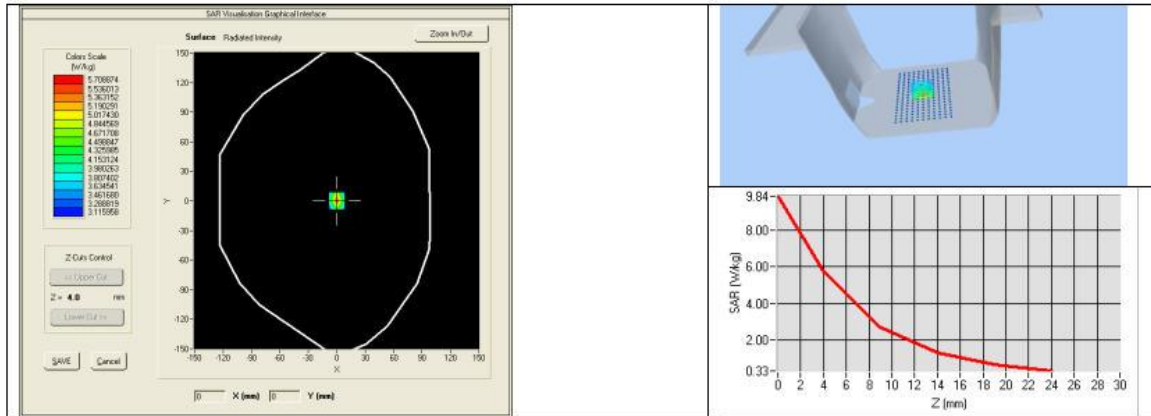 SAR Visualisation Graphical Interface
Surface Radiated Intensity
Zoom In/Out
Colors Scale
(W/kg)
5.708874
5.536013
5.363152
5.190291
5.017430
4.844569
4.671708
4.498847
4.325985
4.153124
3.980263
3.807402
3.634541
3.461680
3.288819
3.115958
Z-Cuts Control
<< Upper Cut
Z = 4.0 mm
Lower Cut >>
SAVE Cancel
150
120
90
60
30
0
-30
-60
-90
-120
-150
Y
-150 -120 -90 -60 -30 0 30 60 90 120 150
X
0 X (mm) 0 Y (mm)
9.84
8.00
6.00
4.00
2.00
0.33
SAR (W/kg)
0 2 4 6 8 10 12 14 16 18 20 22 24 26 28 30
Z (mm)